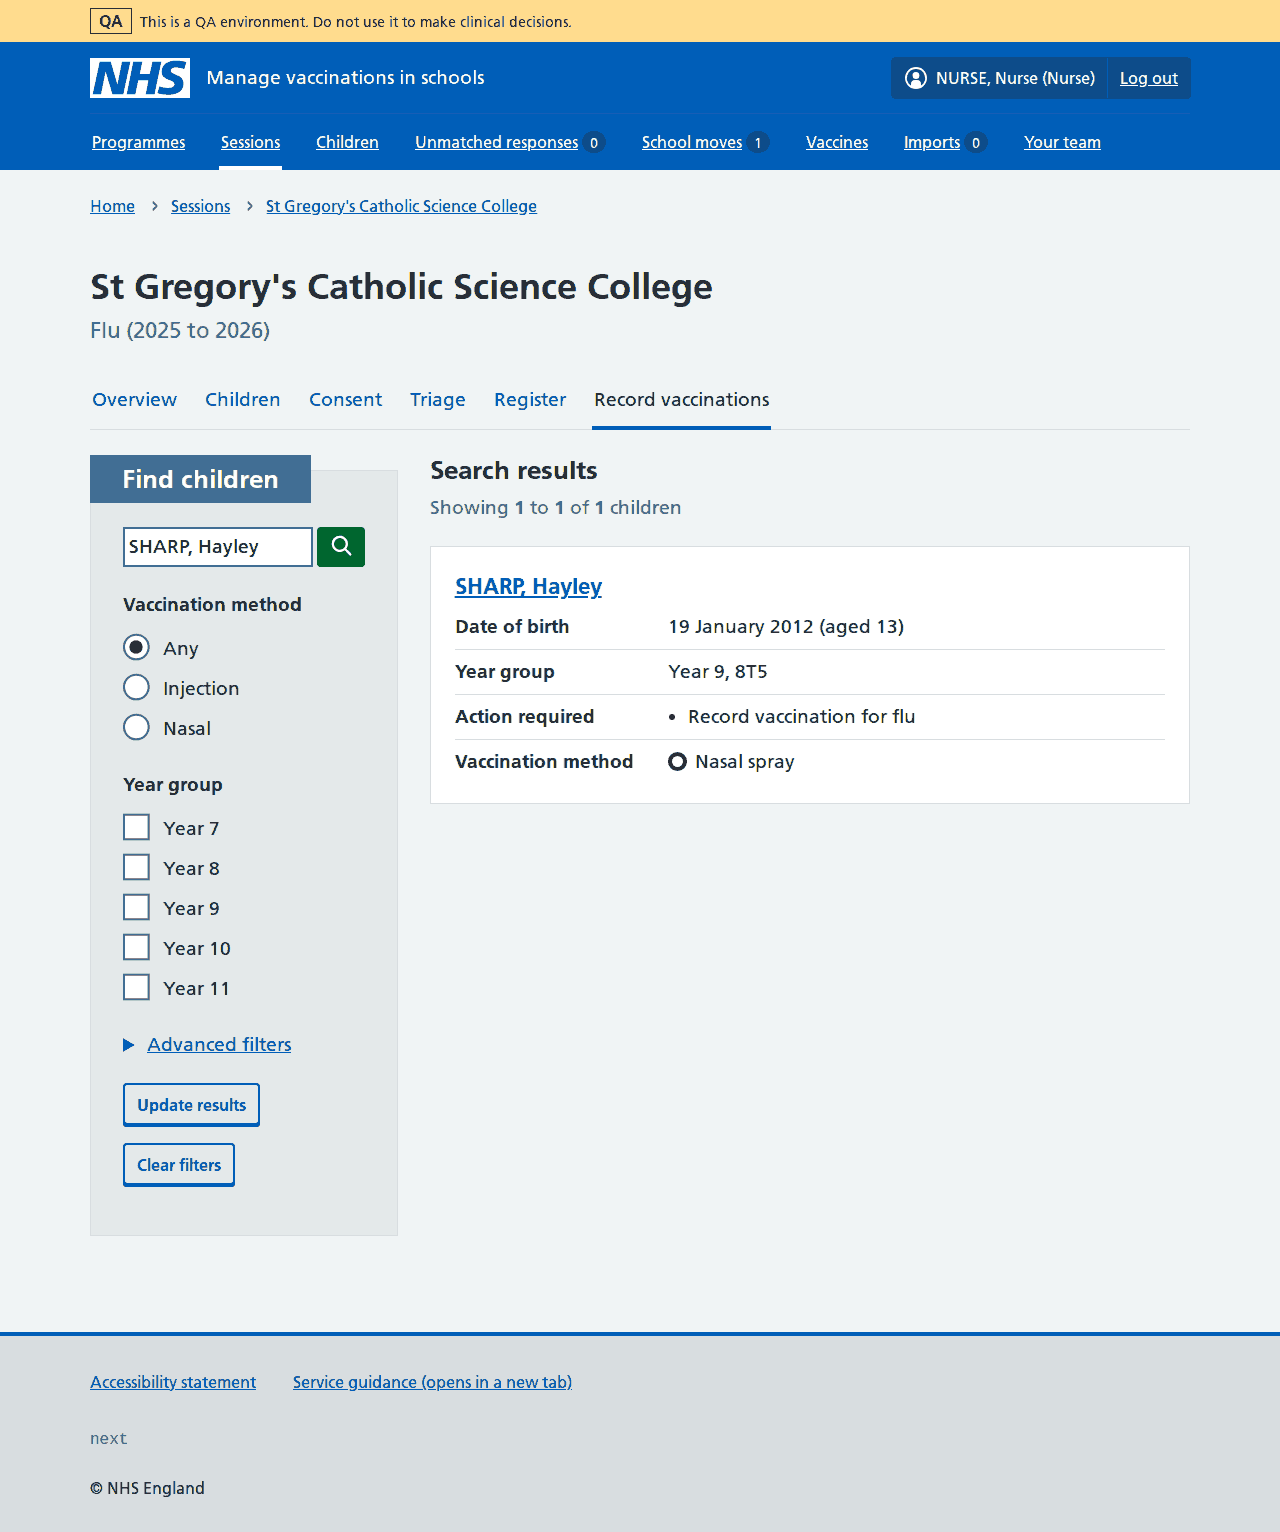 QA This is a QA environment. Do not use it to make clinical decisions.
NHS Manage vaccinations in schools NURSE, Nurse (Nurse) Log out
Programmes Sessions Children Unmatched responses 0 School moves 1 Vaccines Imports 0 Your team
Home Sessions St Gregory's Catholic Science College
St Gregory's Catholic Science College
Flu (2025 to 2026)
Overview Children Consent Triage Register Record vaccinations
Find children
SHARP, Hayley
Vaccination method
Any
Injection
Nasal
Year group
Year 7
Year 8
Year 9
Year 10
Year 11
Advanced filters
Update results
Clear filters
Search results
Showing 1 to 1 of 1 children
SHARP, Hayley
Date of birth 19 January 2012 (aged 13)
Year group Year 9, 8T5
Action required • Record vaccination for flu
Vaccination method Nasal spray
Accessibility statement Service guidance (opens in a new tab)
next
© NHS England